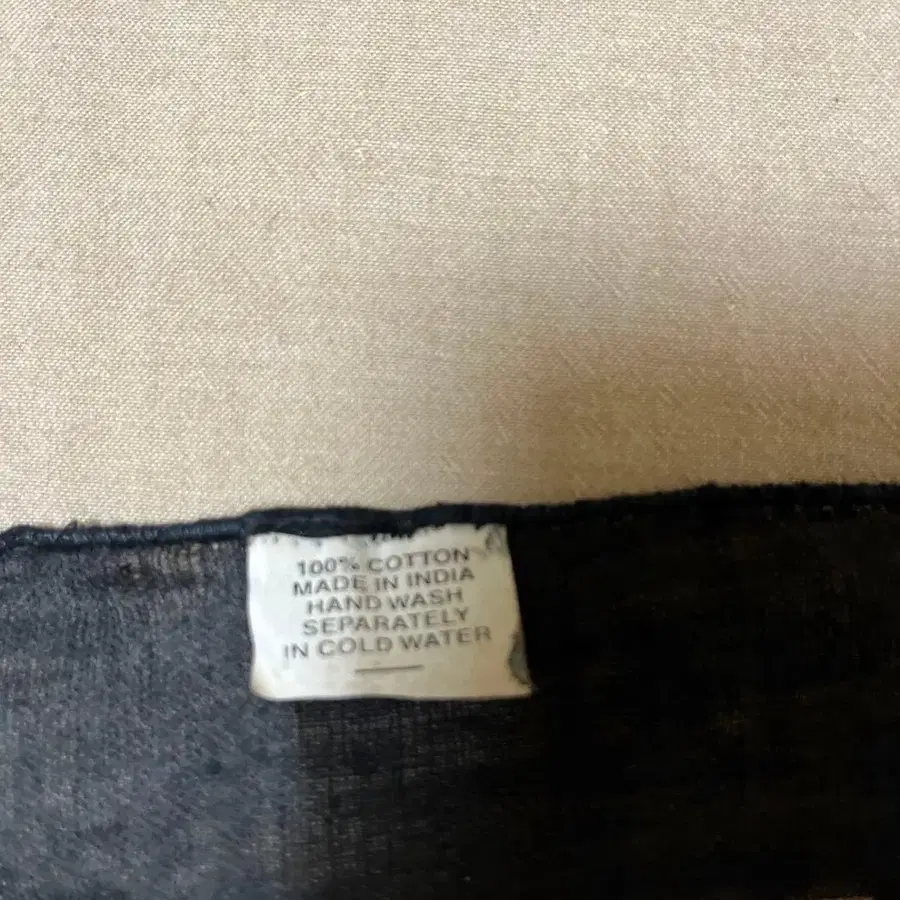 100% COTTON
MADE IN INDIA
HAND WASH
SEPARATELY
IN COLD WATER